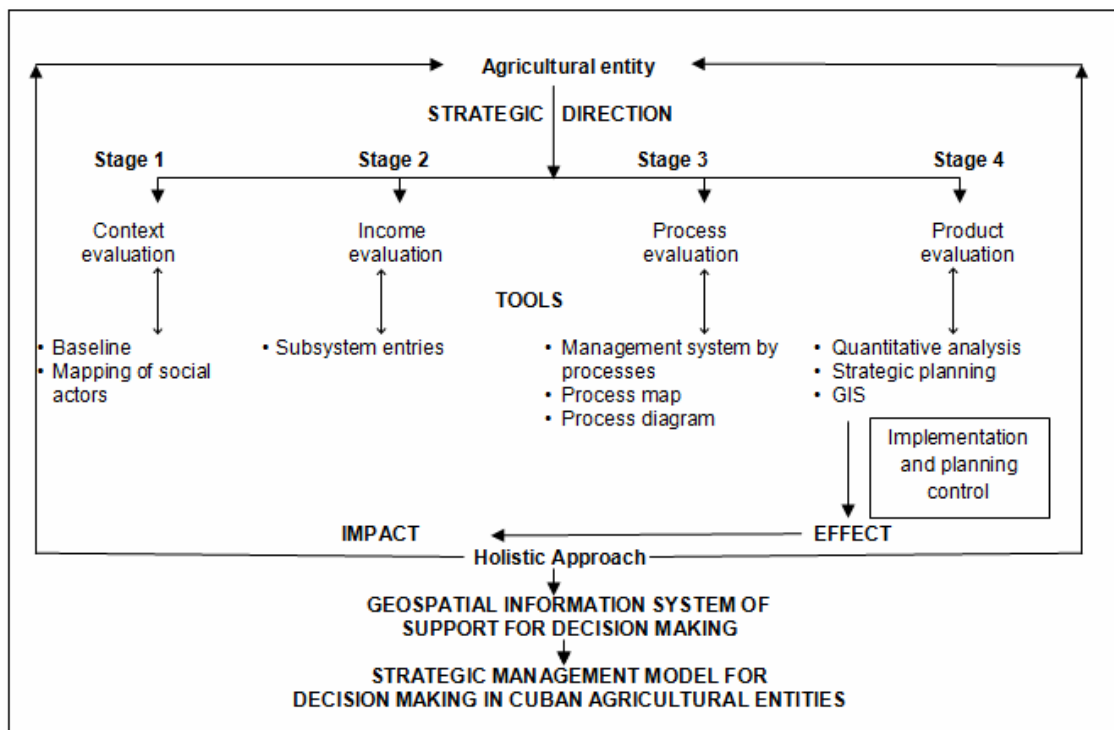 Agricultural entity
STRATEGIC DIRECTION
Stage 1
Stage 2
Stage 3
Stage 4
Context
evaluation
Income
evaluation
Process
evaluation
Product
evaluation
TOOLS
• Baseline
• Mapping of social
actors
• Subsystem entries
• Management system by
processes
• Process map
• Process diagram
• Quantitative analysis
• Strategic planning
• GIS
Implementation
and planning
control
IMPACT
EFFECT
Holistic Approach
GEOSPATIAL INFORMATION SYSTEM OF
SUPPORT FOR DECISION MAKING
STRATEGIC MANAGEMENT MODEL FOR
DECISION MAKING IN CUBAN AGRICULTURAL ENTITIES